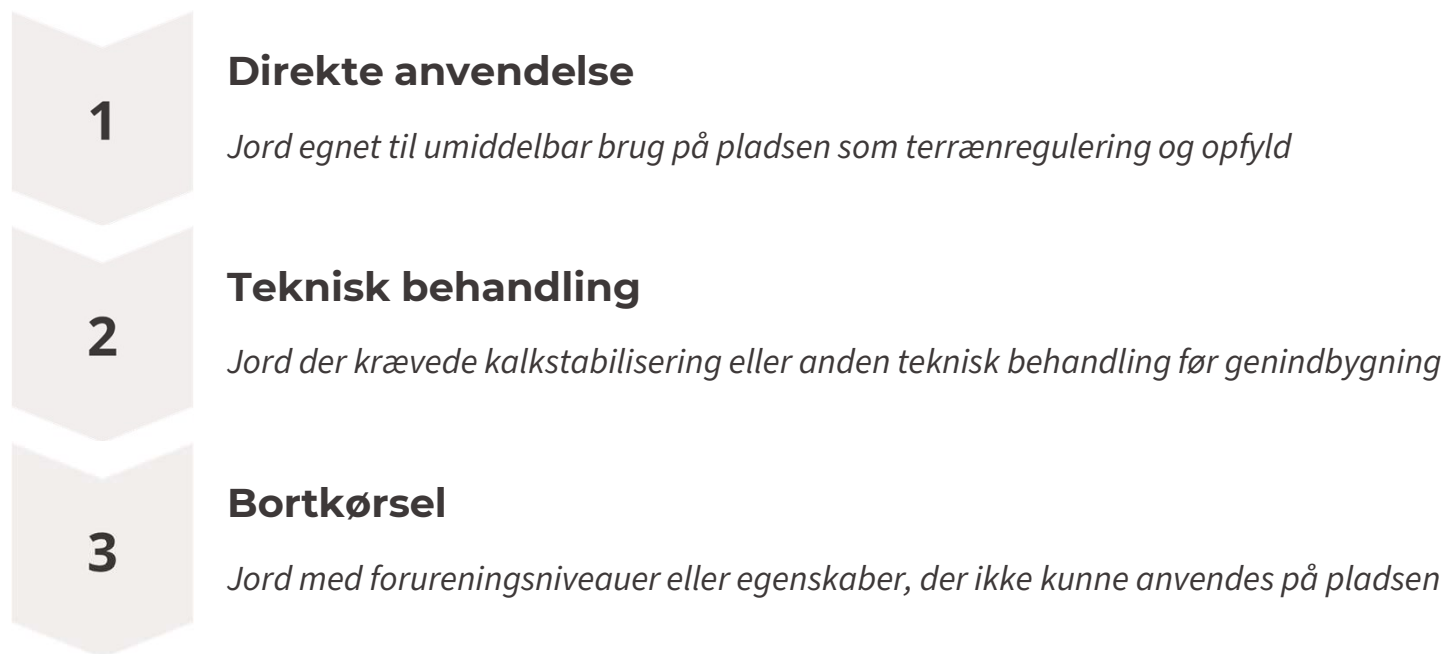 1
Direkte anvendelse
Jord egnet til umiddelbar brug på pladsen som terrænregulering og opfyld
2
Teknisk behandling
Jord der krævede kalkstabilisering eller anden teknisk behandling før genindbygning
3
Bortkørsel
Jord med forureningsniveauer eller egenskaber, der ikke kunne anvendes på pladsen